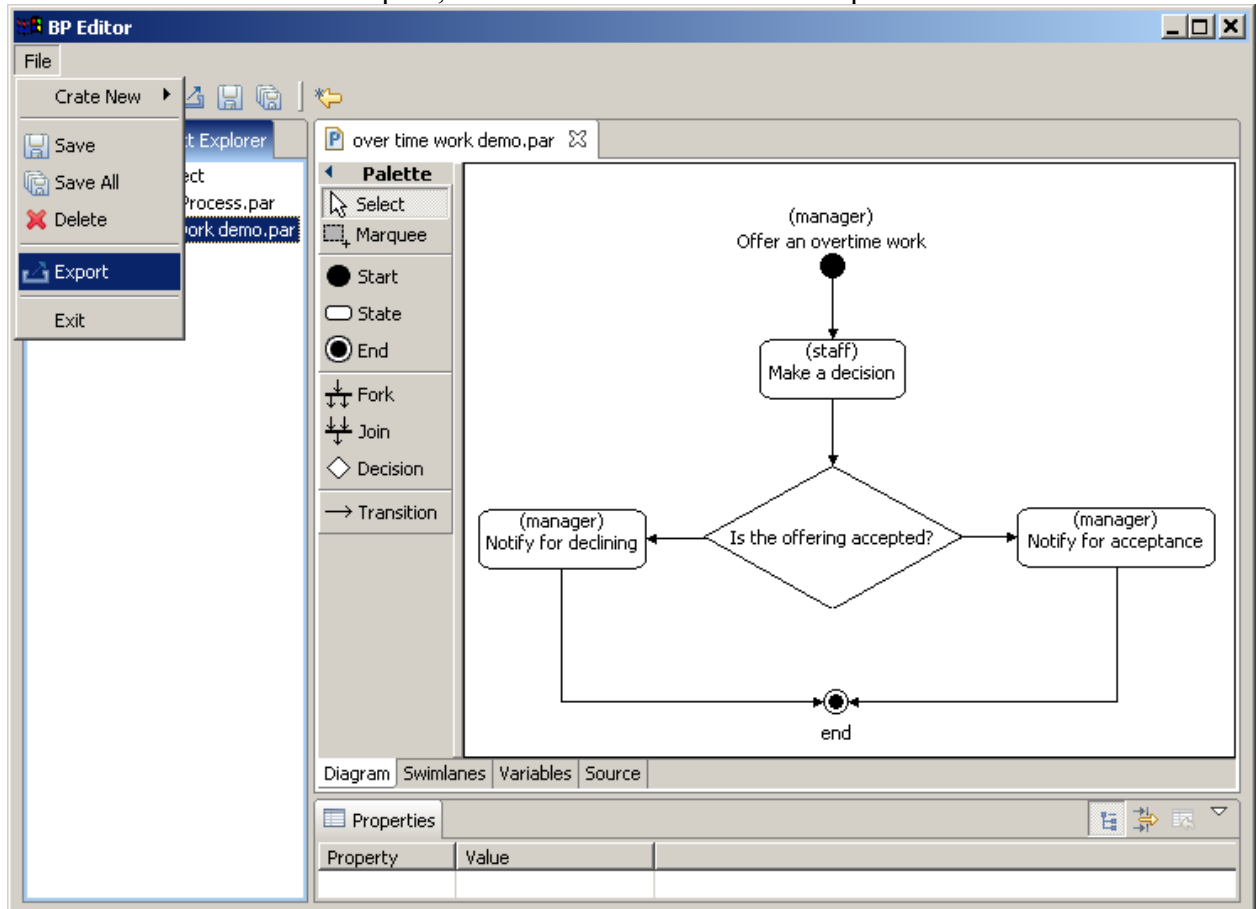 BP Editor
File
Crate New
Save
Save All
Delete
Export
Exit
t Explorer
ect
Process.par
ork demo.par
over time work demo.par
Palette
Select
Marquee
Start
State
End
Fork
Join
Decision
Transition
(manager)
Offer an overtime work
(staff)
Make a decision
Is the offering accepted?
(manager)
Notify for declining
(manager)
Notify for acceptance
end
Diagram Swimlanes Variables Source
Properties
Property Value